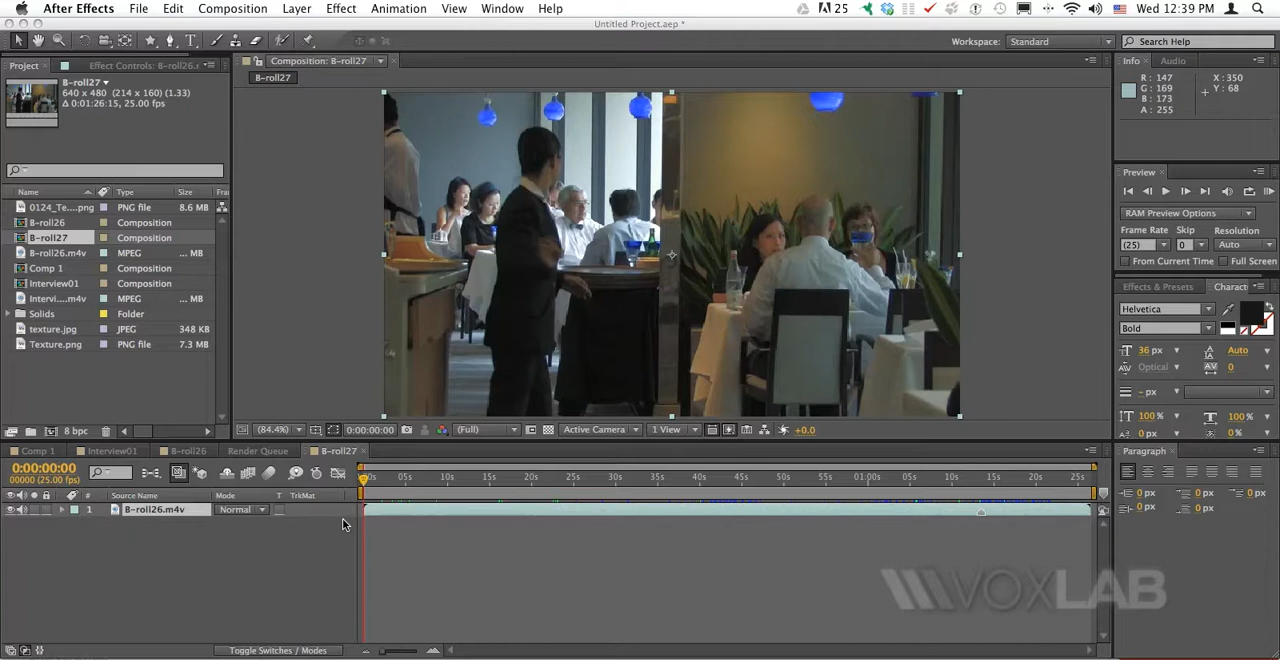 After Effects File Edit Composition Layer Effect Animation View Window Help 25 Wed 12:39 PM
Untitled Project.aep *
Workspace: Standard Search Help
Project Effect Controls: B-roll26.m
Composition: B-roll27
Info Audio
B-roll27
640 x 480 (214 x 160) (1.33)
Δ 0:01:26:15, 25.00 fps
B-roll27
R : 147
G : 169
B : 173
A : 255
X : 350
Y : 68
Preview
RAM Preview Options
Frame Rate Skip Resolution
(25) 0 Auto
From Current Time Full Screen
Effects & Presets Charact
Helvetica
Bold
36 px Auto
Optical 0
- px
100 % 100 %
0 px 0 %
Name Type Size Fra
0124_Te...png PNG file 8.6 MB
B-roll26 Composition
B-roll27 Composition
B-roll26.m4v MPEG ... MB
Comp 1 Composition
Interview01 Composition
Intervi....m4v MPEG ... MB
Solids Folder
texture.jpg JPEG 348 KB
Texture.png PNG file 7.3 MB
8 bpc
(84.4%) 0:00:00:00 (Full) Active Camera 1 View +0.0
Comp 1 Interview01 B-roll26 Render Queue B-roll27
Paragraph
0:00:00:00
00000 (25.00 fps)
05s 10s 15s 20s 25s 30s 35s 40s 45s 50s 55s 01:00s 05s 10s 15s 20s 25s
# Source Name Mode T TrkMat
1 B-roll26.m4v Normal
0 px 0 px 0 px
0 px 0 px
VOXLAB
Toggle Switches / Modes